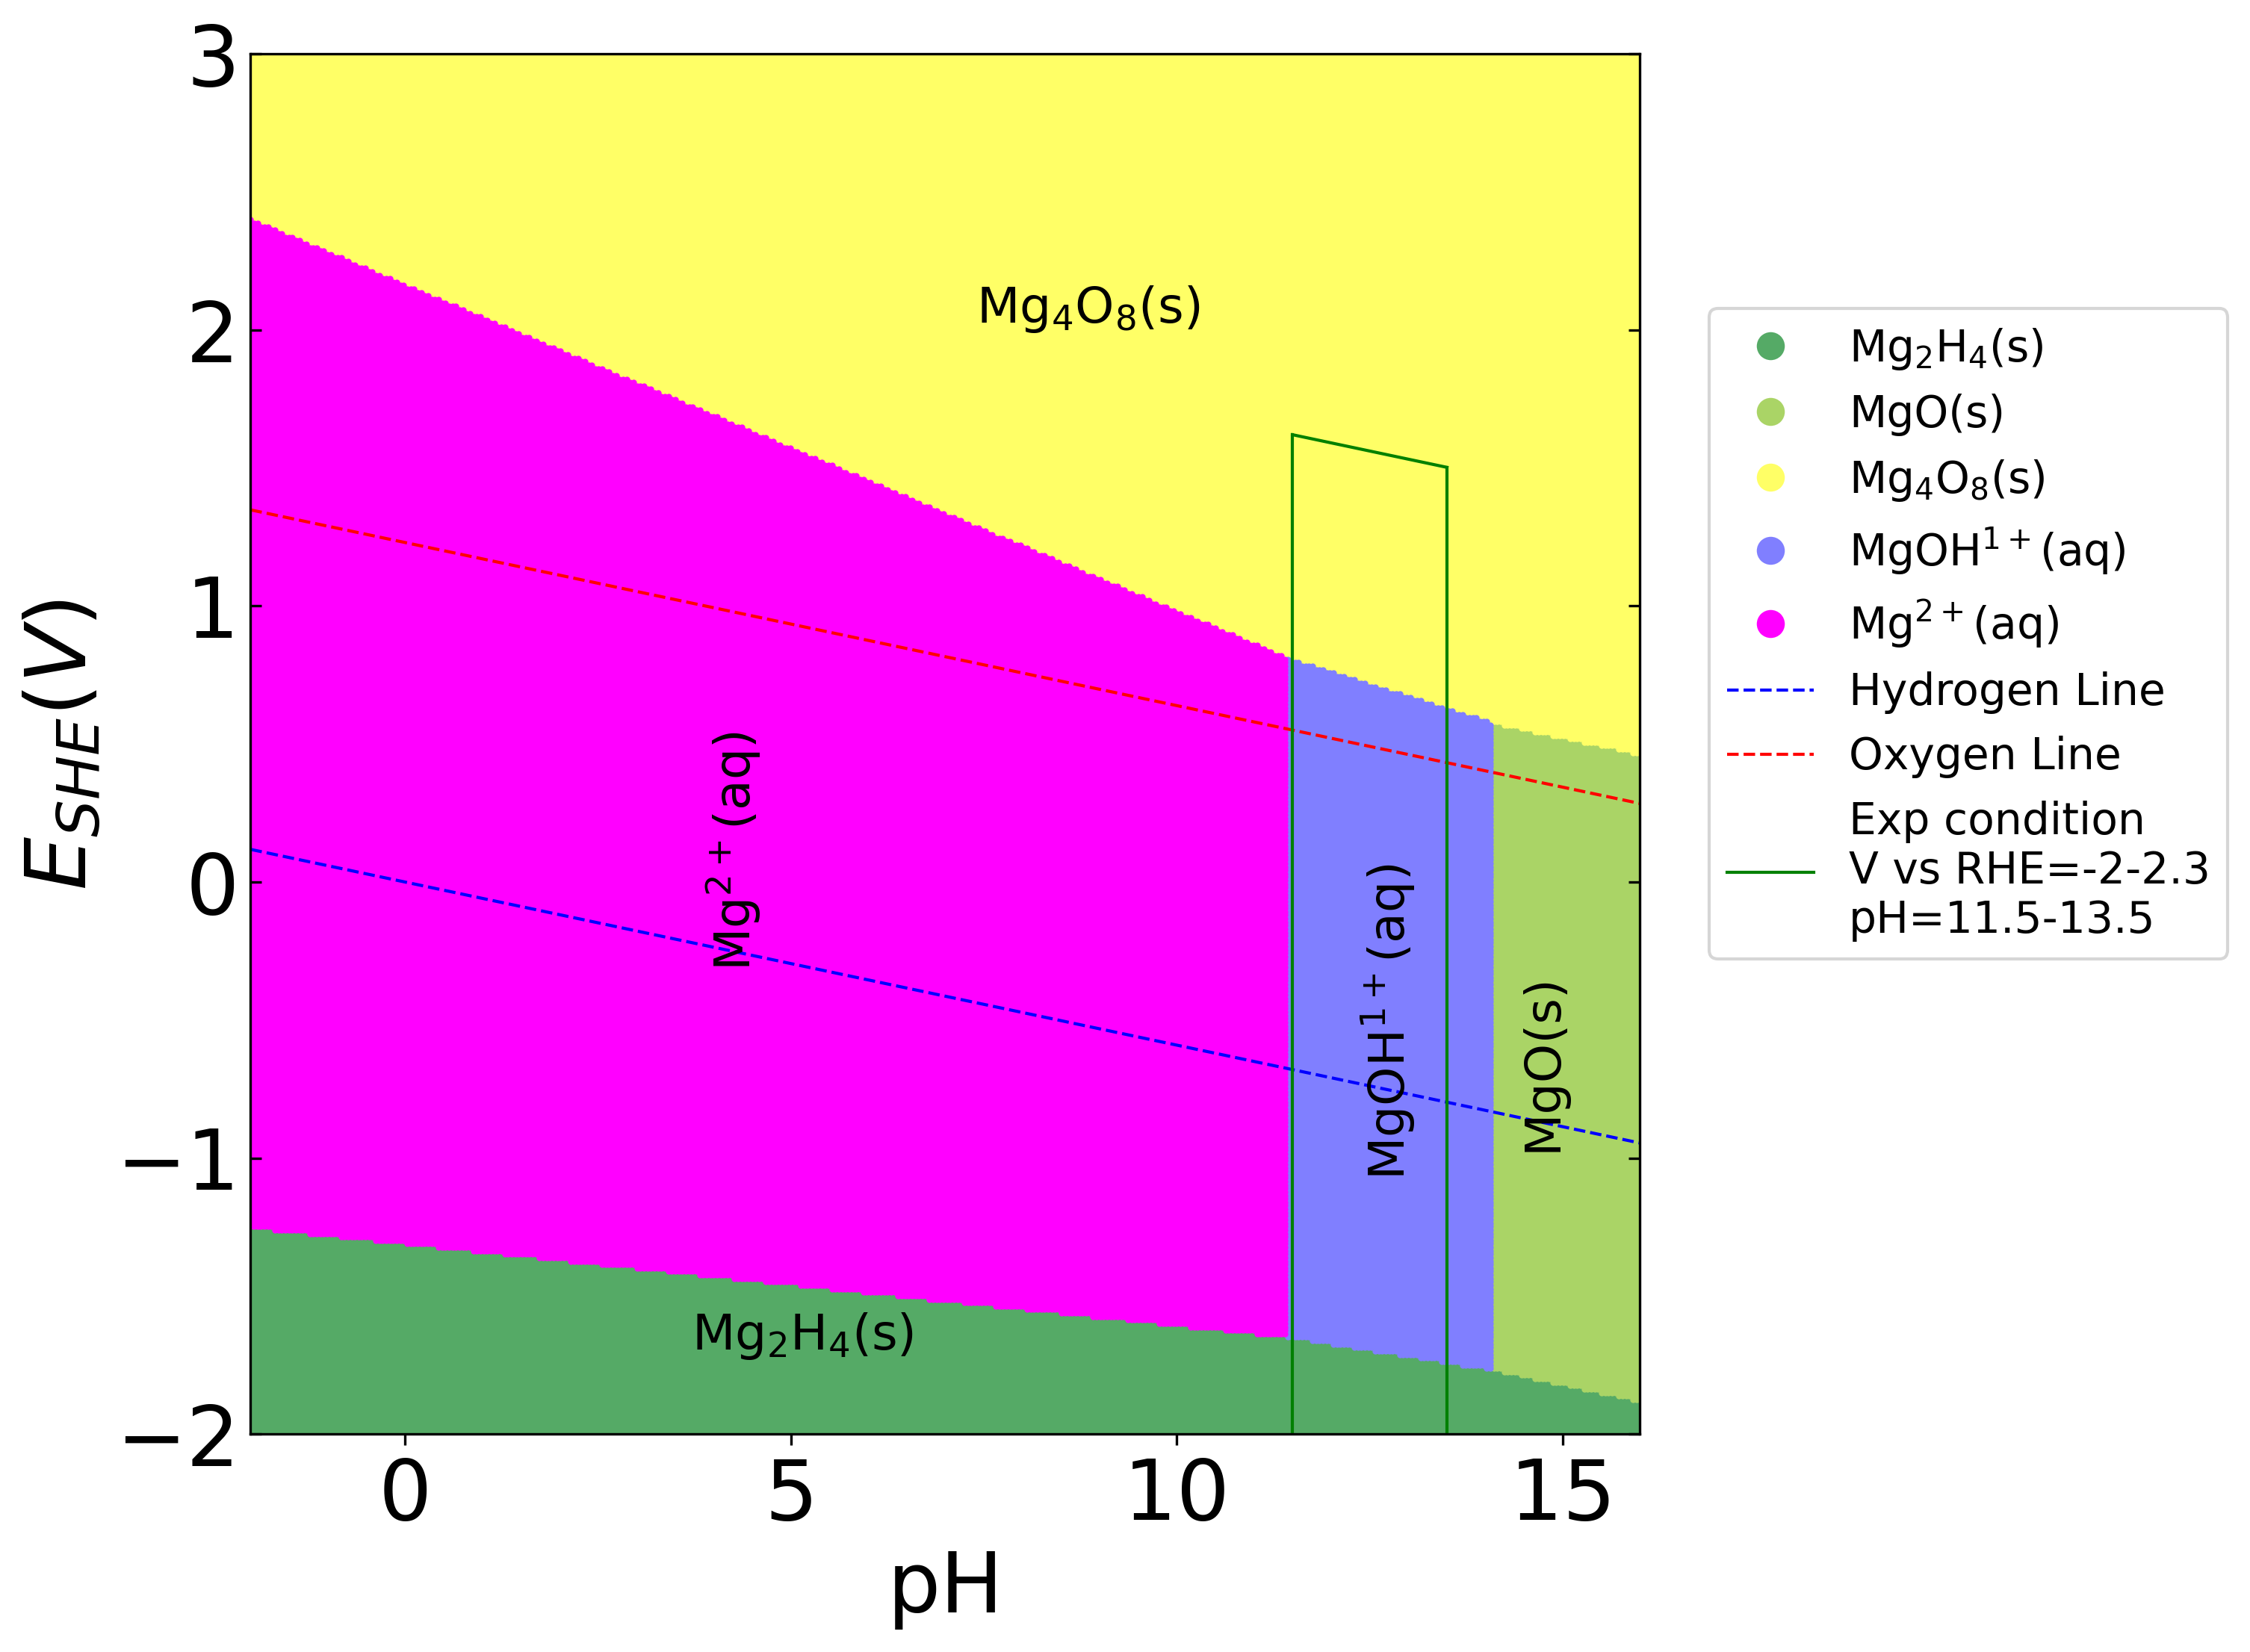 3
2
1
0
−1
−2
E_{SHE}(V)
0
5
10
15
pH
Mg₄O₈(s)
Mg²⁺(aq)
MgOH¹⁺(aq)
MgO(s)
Mg₂H₄(s)
Mg₂H₄(s)
MgO(s)
Mg₄O₈(s)
MgOH¹⁺(aq)
Mg²⁺(aq)
Hydrogen Line
Oxygen Line
Exp condition
V vs RHE=-2-2.3
pH=11.5-13.5